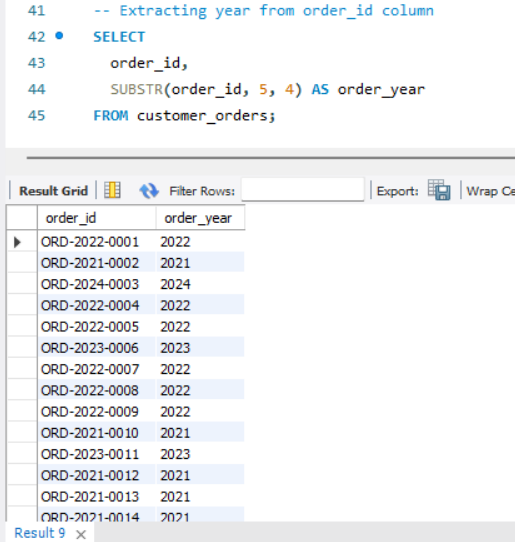 41 -- Extracting year from order_id column
42 SELECT
43 order_id,
44 SUBSTR(order_id, 5, 4) AS order_year
45 FROM customer_orders;
Result Grid Filter Rows: Export: Wrap Ce
order_id order_year
ORD-2022-0001 2022
ORD-2021-0002 2021
ORD-2024-0003 2024
ORD-2022-0004 2022
ORD-2022-0005 2022
ORD-2023-0006 2023
ORD-2022-0007 2022
ORD-2022-0008 2022
ORD-2022-0009 2022
ORD-2021-0010 2021
ORD-2023-0011 2023
ORD-2021-0012 2021
ORD-2021-0013 2021
ORD-2021-0014 2021
Result 9